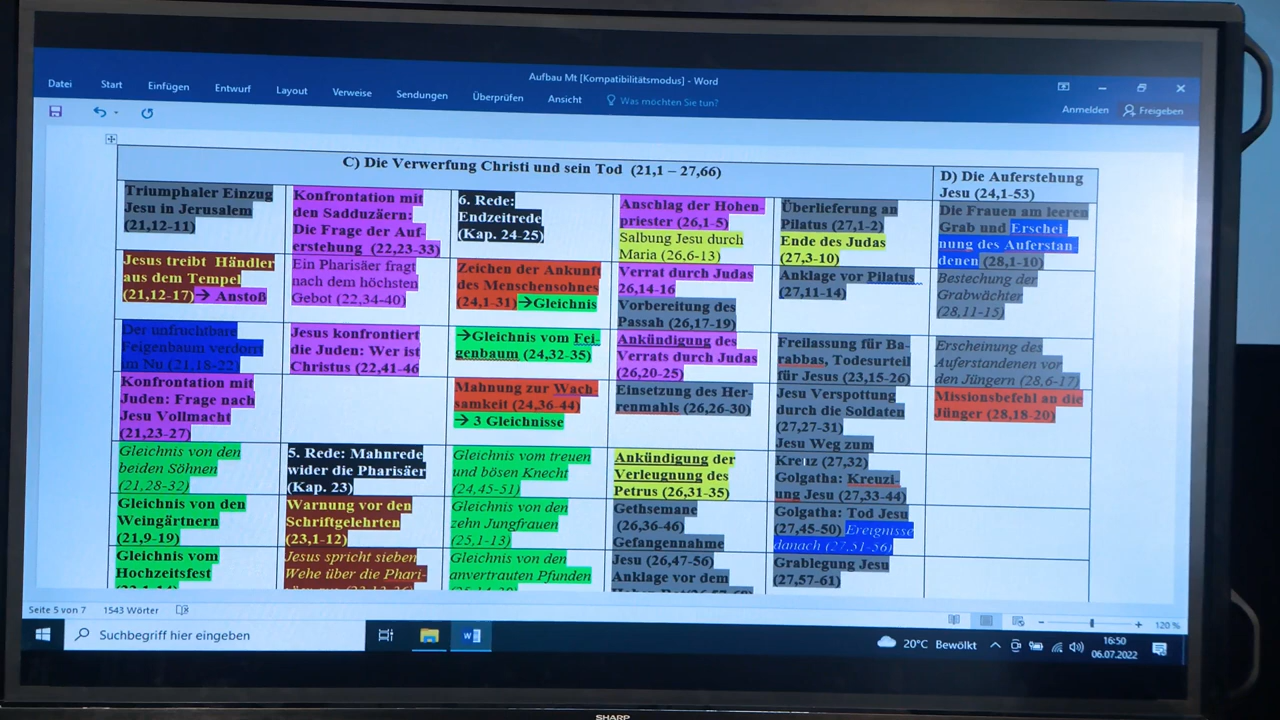 Aufbau Mt [Kompatibilitätsmodus] - Word
Datei Start Einfügen Entwurf Layout Verweise Sendungen Überprüfen Ansicht Was möchten Sie tun?
Anmelden Freigeben
C) Die Verwerfung Christi und sein Tod (21,1 – 27,66)
D) Die Auferstehung
Jesu (24,1-53)
Triumphaler Einzug
Jesu in Jerusalem
(21,12-11)
Jesus treibt Händler
aus dem Tempel
(21,12-17)→ Anstoß
Der unfruchtbare
Feigenbaum verdorrt
im Nu (21,18-22)
Konfrontation mit
Juden: Frage nach
Jesu Vollmacht
(21,23-27)
Gleichnis von den
beiden Söhnen
(21,28-32)
Gleichnis von den
Weingärtnern
(21,9-19)
Gleichnis vom
Hochzeitsfest
Konfrontation mit
den Sadduzäern:
Die Frage der Auf-
erstehung (22,23-33)
Ein Pharisäer fragt
nach dem höchsten
Gebot (22,34-40)
Jesus konfrontiert
die Juden: Wer ist
Christus (22,41-46
5. Rede: Mahnrede
wider die Pharisäer
(Kap. 23)
Warnung vor den
Schriftgelehrten
(23,1-12)
Jesus spricht sieben
Wehe über die Phari-
6. Rede:
Endzeitrede
(Kap. 24-25)
Zeichen der Ankunft
des Menschensohnes
(24,1-31)→Gleichnis
→Gleichnis vom Fei-
genbaum (24,32-35)
Mahnung zur Wach-
samkeit (24,36-44)
→ 3 Gleichnisse
Gleichnis vom treuen
und bösen Knecht
(24,45-51)
Gleichnis von den
zehn Jungfrauen
(25,1-13)
Gleichnis von den
anvertrauten Pfunden
Anschlag der Hohen-
priester (26,1-5)
Salbung Jesu durch
Maria (26,6-13)
Verrat durch Judas
26,14-16
Vorbereitung des
Passah (26,17-19)
Ankündigung des
Verrats durch Judas
(26,20-25)
Einsetzung des Her-
renmahls (26,26-30)
Ankündigung der
Verleugnung des
Petrus (26,31-35)
Gethsemane
(26,36-46)
Gefangennahme
Jesu (26,47-56)
Anklage vor dem
Überlieferung an
Pilatus (27,1-2)
Ende des Judas
(27,3-10)
Anklage vor Pilatus
(27,11-14)
Freilassung für Ba-
rabbas, Todesurteil
für Jesus (23,15-26)
Jesu Verspottung
durch die Soldaten
(27,27-31)
Jesu Weg zum
Kreuz (27,32)
Golgatha: Kreuzi-
ung Jesu (27,33-44)
Golgatha: Tod Jesu
(27,45-50) Ereignisse
danach (27,51-56)
Grablegung Jesu
(27,57-61)
Die Frauen am leeren
Grab und Erschei
nung des Auferstan-
denen (28,1-10)
Bestechung der
Grabwächter
(28,11-15)
Erscheinung des
Auferstandenen vor
den Jüngern (28,6-17)
Missionsbefehl an die
Jünger (28,18-20)
Seite 5 von 7 1543 Wörter
120 %
Suchbegriff hier eingeben
20°C Bewölkt
16:50
06.07.2022
SHARP